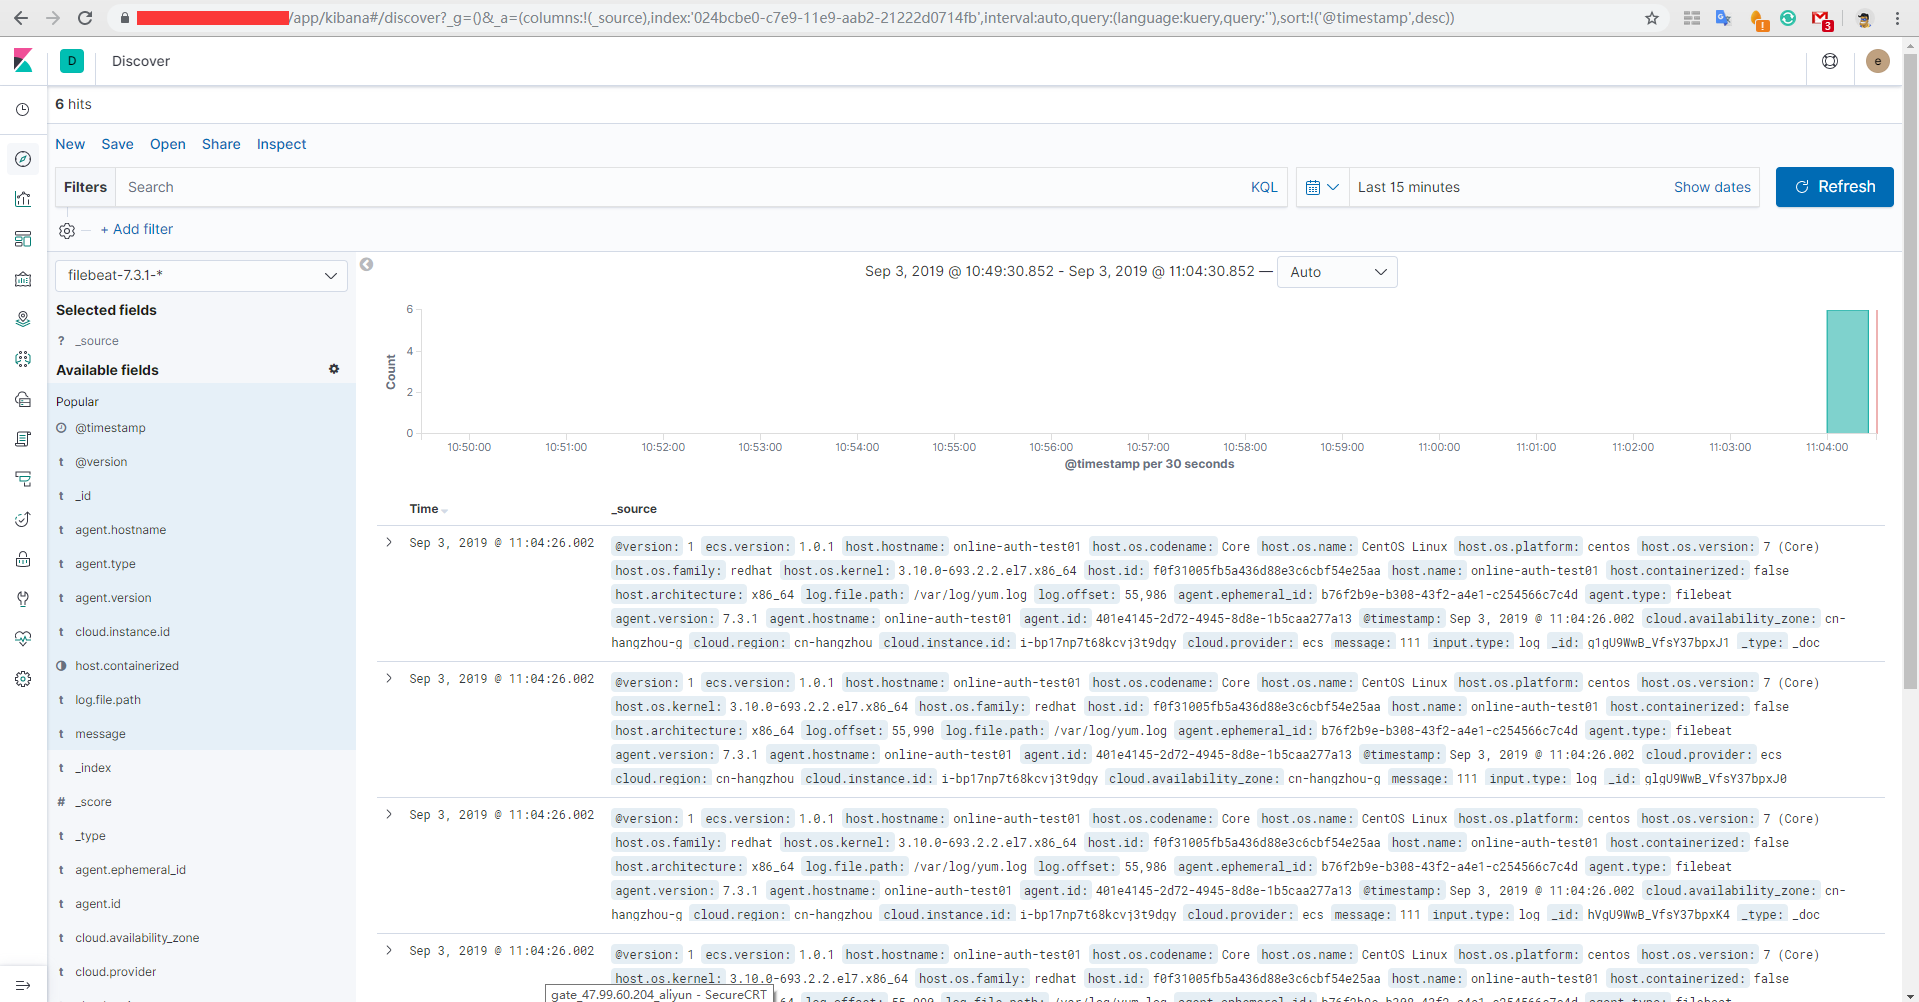 /app/kibana#/discover?_g=()&_a=(columns:!(_source),index:'024bcbe0-c7e9-11e9-aab2-21222d0714fb',interval:auto,query:(language:kuery,query:''),sort:!('@timestamp',desc))
3
D
Discover
e
6 hits
New Save Open Share Inspect
Filters Search KQL Last 15 minutes Show dates Refresh
+ Add filter
filebeat-7.3.1-*
Sep 3, 2019 @ 10:49:30.852 - Sep 3, 2019 @ 11:04:30.852 — Auto
Selected fields
? _source
Available fields
Popular
@timestamp
t @version
t _id
t agent.hostname
t agent.type
t agent.version
t cloud.instance.id
host.containerized
t log.file.path
t message
t _index
# _score
t _type
t agent.ephemeral_id
t agent.id
t cloud.availability_zone
t cloud.provider
Count
6
4
2
0
10:50:00 10:51:00 10:52:00 10:53:00 10:54:00 10:55:00 10:56:00 10:57:00 10:58:00 10:59:00 11:00:00 11:01:00 11:02:00 11:03:00 11:04:00
@timestamp per 30 seconds
Time _source
Sep 3, 2019 @ 11:04:26.002 @version: 1 ecs.version: 1.0.1 host.hostname: online-auth-test01 host.os.codename: Core host.os.name: CentOS Linux host.os.platform: centos host.os.version: 7 (Core)
host.os.family: redhat host.os.kernel: 3.10.0-693.2.2.el7.x86_64 host.id: f0f31005fb5a436d88e3c6cbf54e25aa host.name: online-auth-test01 host.containerized: false
host.architecture: x86_64 log.file.path: /var/log/yum.log log.offset: 55,986 agent.ephemeral_id: b76f2b9e-b308-43f2-a4e1-c254566c7c4d agent.type: filebeat
agent.version: 7.3.1 agent.hostname: online-auth-test01 agent.id: 401e4145-2d72-4945-8d8e-1b5caa277a13 @timestamp: Sep 3, 2019 @ 11:04:26.002 cloud.availability_zone: cn-
hangzhou-g cloud.region: cn-hangzhou cloud.instance.id: i-bp17np7t68kcvj3t9dgy cloud.provider: ecs message: 111 input.type: log _id: g1gU9WwB_VfsY37bpxJ1 _type: _doc
Sep 3, 2019 @ 11:04:26.002 @version: 1 ecs.version: 1.0.1 host.hostname: online-auth-test01 host.os.codename: Core host.os.name: CentOS Linux host.os.platform: centos host.os.version: 7 (Core)
host.os.kernel: 3.10.0-693.2.2.el7.x86_64 host.os.family: redhat host.id: f0f31005fb5a436d88e3c6cbf54e25aa host.name: online-auth-test01 host.containerized: false
host.architecture: x86_64 log.offset: 55,990 log.file.path: /var/log/yum.log agent.ephemeral_id: b76f2b9e-b308-43f2-a4e1-c254566c7c4d agent.type: filebeat
agent.version: 7.3.1 agent.hostname: online-auth-test01 agent.id: 401e4145-2d72-4945-8d8e-1b5caa277a13 @timestamp: Sep 3, 2019 @ 11:04:26.002 cloud.provider: ecs
cloud.region: cn-hangzhou cloud.instance.id: i-bp17np7t68kcvj3t9dgy cloud.availability_zone: cn-hangzhou-g message: 111 input.type: log _id: glgU9WwB_VfsY37bpxJ0
Sep 3, 2019 @ 11:04:26.002 @version: 1 ecs.version: 1.0.1 host.hostname: online-auth-test01 host.os.codename: Core host.os.name: CentOS Linux host.os.platform: centos host.os.version: 7 (Core)
host.os.family: redhat host.os.kernel: 3.10.0-693.2.2.el7.x86_64 host.id: f0f31005fb5a436d88e3c6cbf54e25aa host.name: online-auth-test01 host.containerized: false
host.architecture: x86_64 log.file.path: /var/log/yum.log log.offset: 55,986 agent.ephemeral_id: b76f2b9e-b308-43f2-a4e1-c254566c7c4d agent.type: filebeat
agent.version: 7.3.1 agent.hostname: online-auth-test01 agent.id: 401e4145-2d72-4945-8d8e-1b5caa277a13 @timestamp: Sep 3, 2019 @ 11:04:26.002 cloud.availability_zone: cn-
hangzhou-g cloud.region: cn-hangzhou cloud.instance.id: i-bp17np7t68kcvj3t9dgy cloud.provider: ecs message: 111 input.type: log _id: hVgU9WwB_VfsY37bpxK4 _type: _doc
Sep 3, 2019 @ 11:04:26.002 @version: 1 ecs.version: 1.0.1 host.hostname: online-auth-test01 host.os.codename: Core host.os.name: CentOS Linux host.os.platform: centos host.os.version: 7 (Core)
host.os.kernel: 3.10.0-693.2.2.el7.x86_64 host.os.family: redhat host.id: f0f31005fb5a436d88e3c6cbf54e25aa host.name: online-auth-test01 host.containerized: false
gate_47.99.60.204_aliyun - SecureCRT